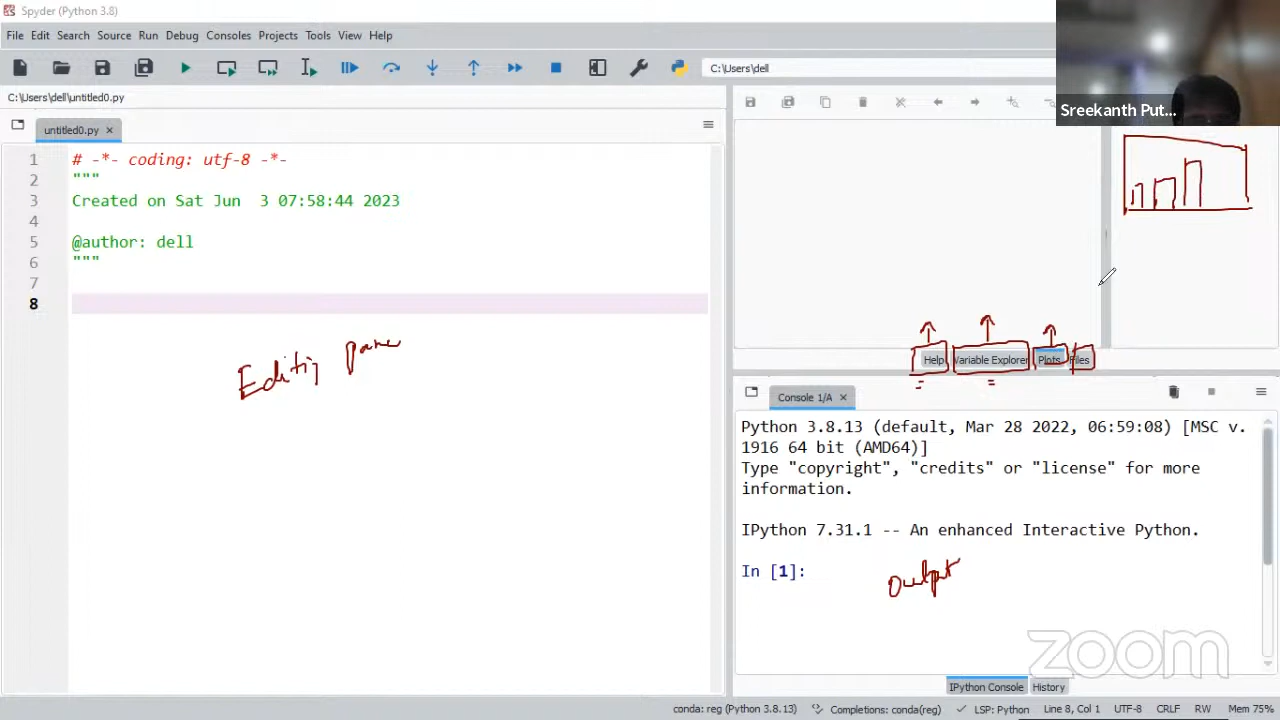 Spyder (Python 3.8)
File Edit Search Source Run Debug Consoles Projects Tools View Help
C:\Users\dell
C:\Users\dell\untitled0.py
Sreekanth Put...
untitled0.py
1 # -*- coding: utf-8 -*-
2 """
3 Created on Sat Jun 3 07:58:44 2023
4
5 @author: dell
6 """
7
8
Editing pane
Help Variable Explorer Plots Files
Console 1/A
Python 3.8.13 (default, Mar 28 2022, 06:59:08) [MSC v.
1916 64 bit (AMD64)]
Type "copyright", "credits" or "license" for more
information.
IPython 7.31.1 -- An enhanced Interactive Python.
In [1]:
Output
zoom
IPython Console History
conda: reg (Python 3.8.13) Completions: conda(reg) LSP: Python Line 8, Col 1 UTF-8 CRLF RW Mem 75%